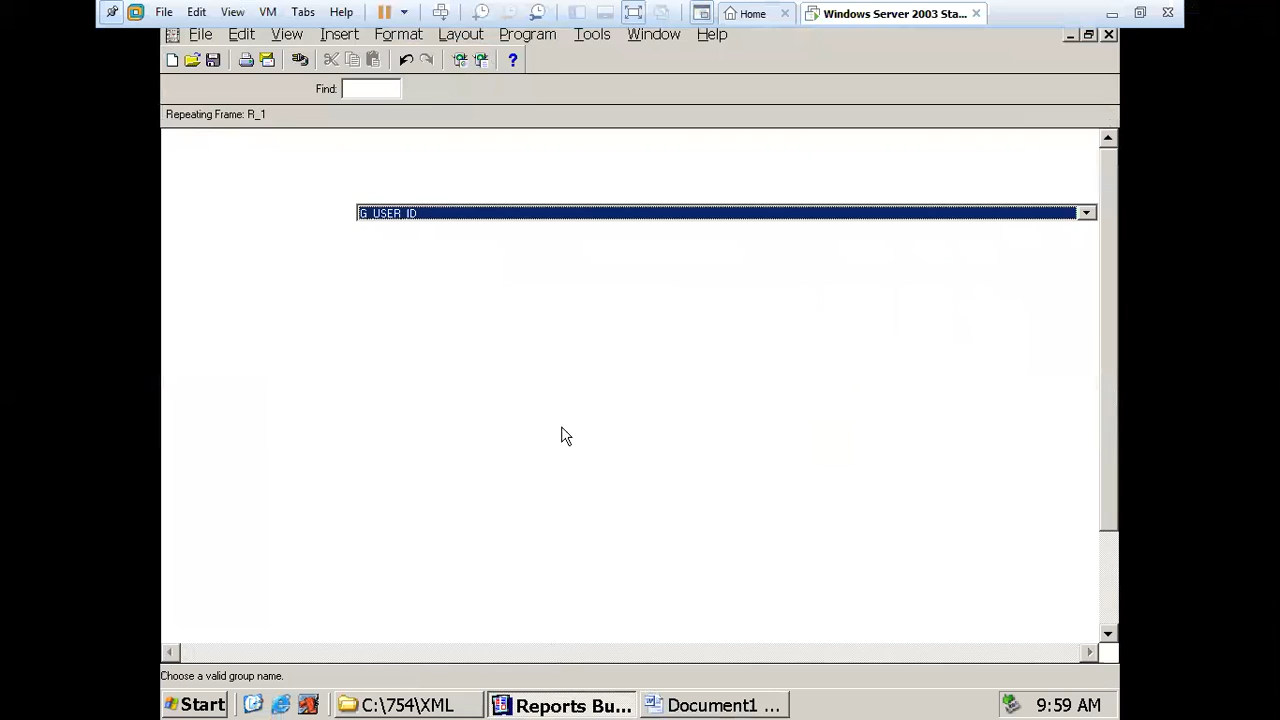 File Edit View VM Tabs Help Home Windows Server 2003 Sta...
File Edit View Insert Format Layout Program Tools Window Help
Find:
Repeating Frame: R_1
G_USER_ID
Choose a valid group name.
Start C:\754\XML Reports Bu... Document1 ... 9:59 AM